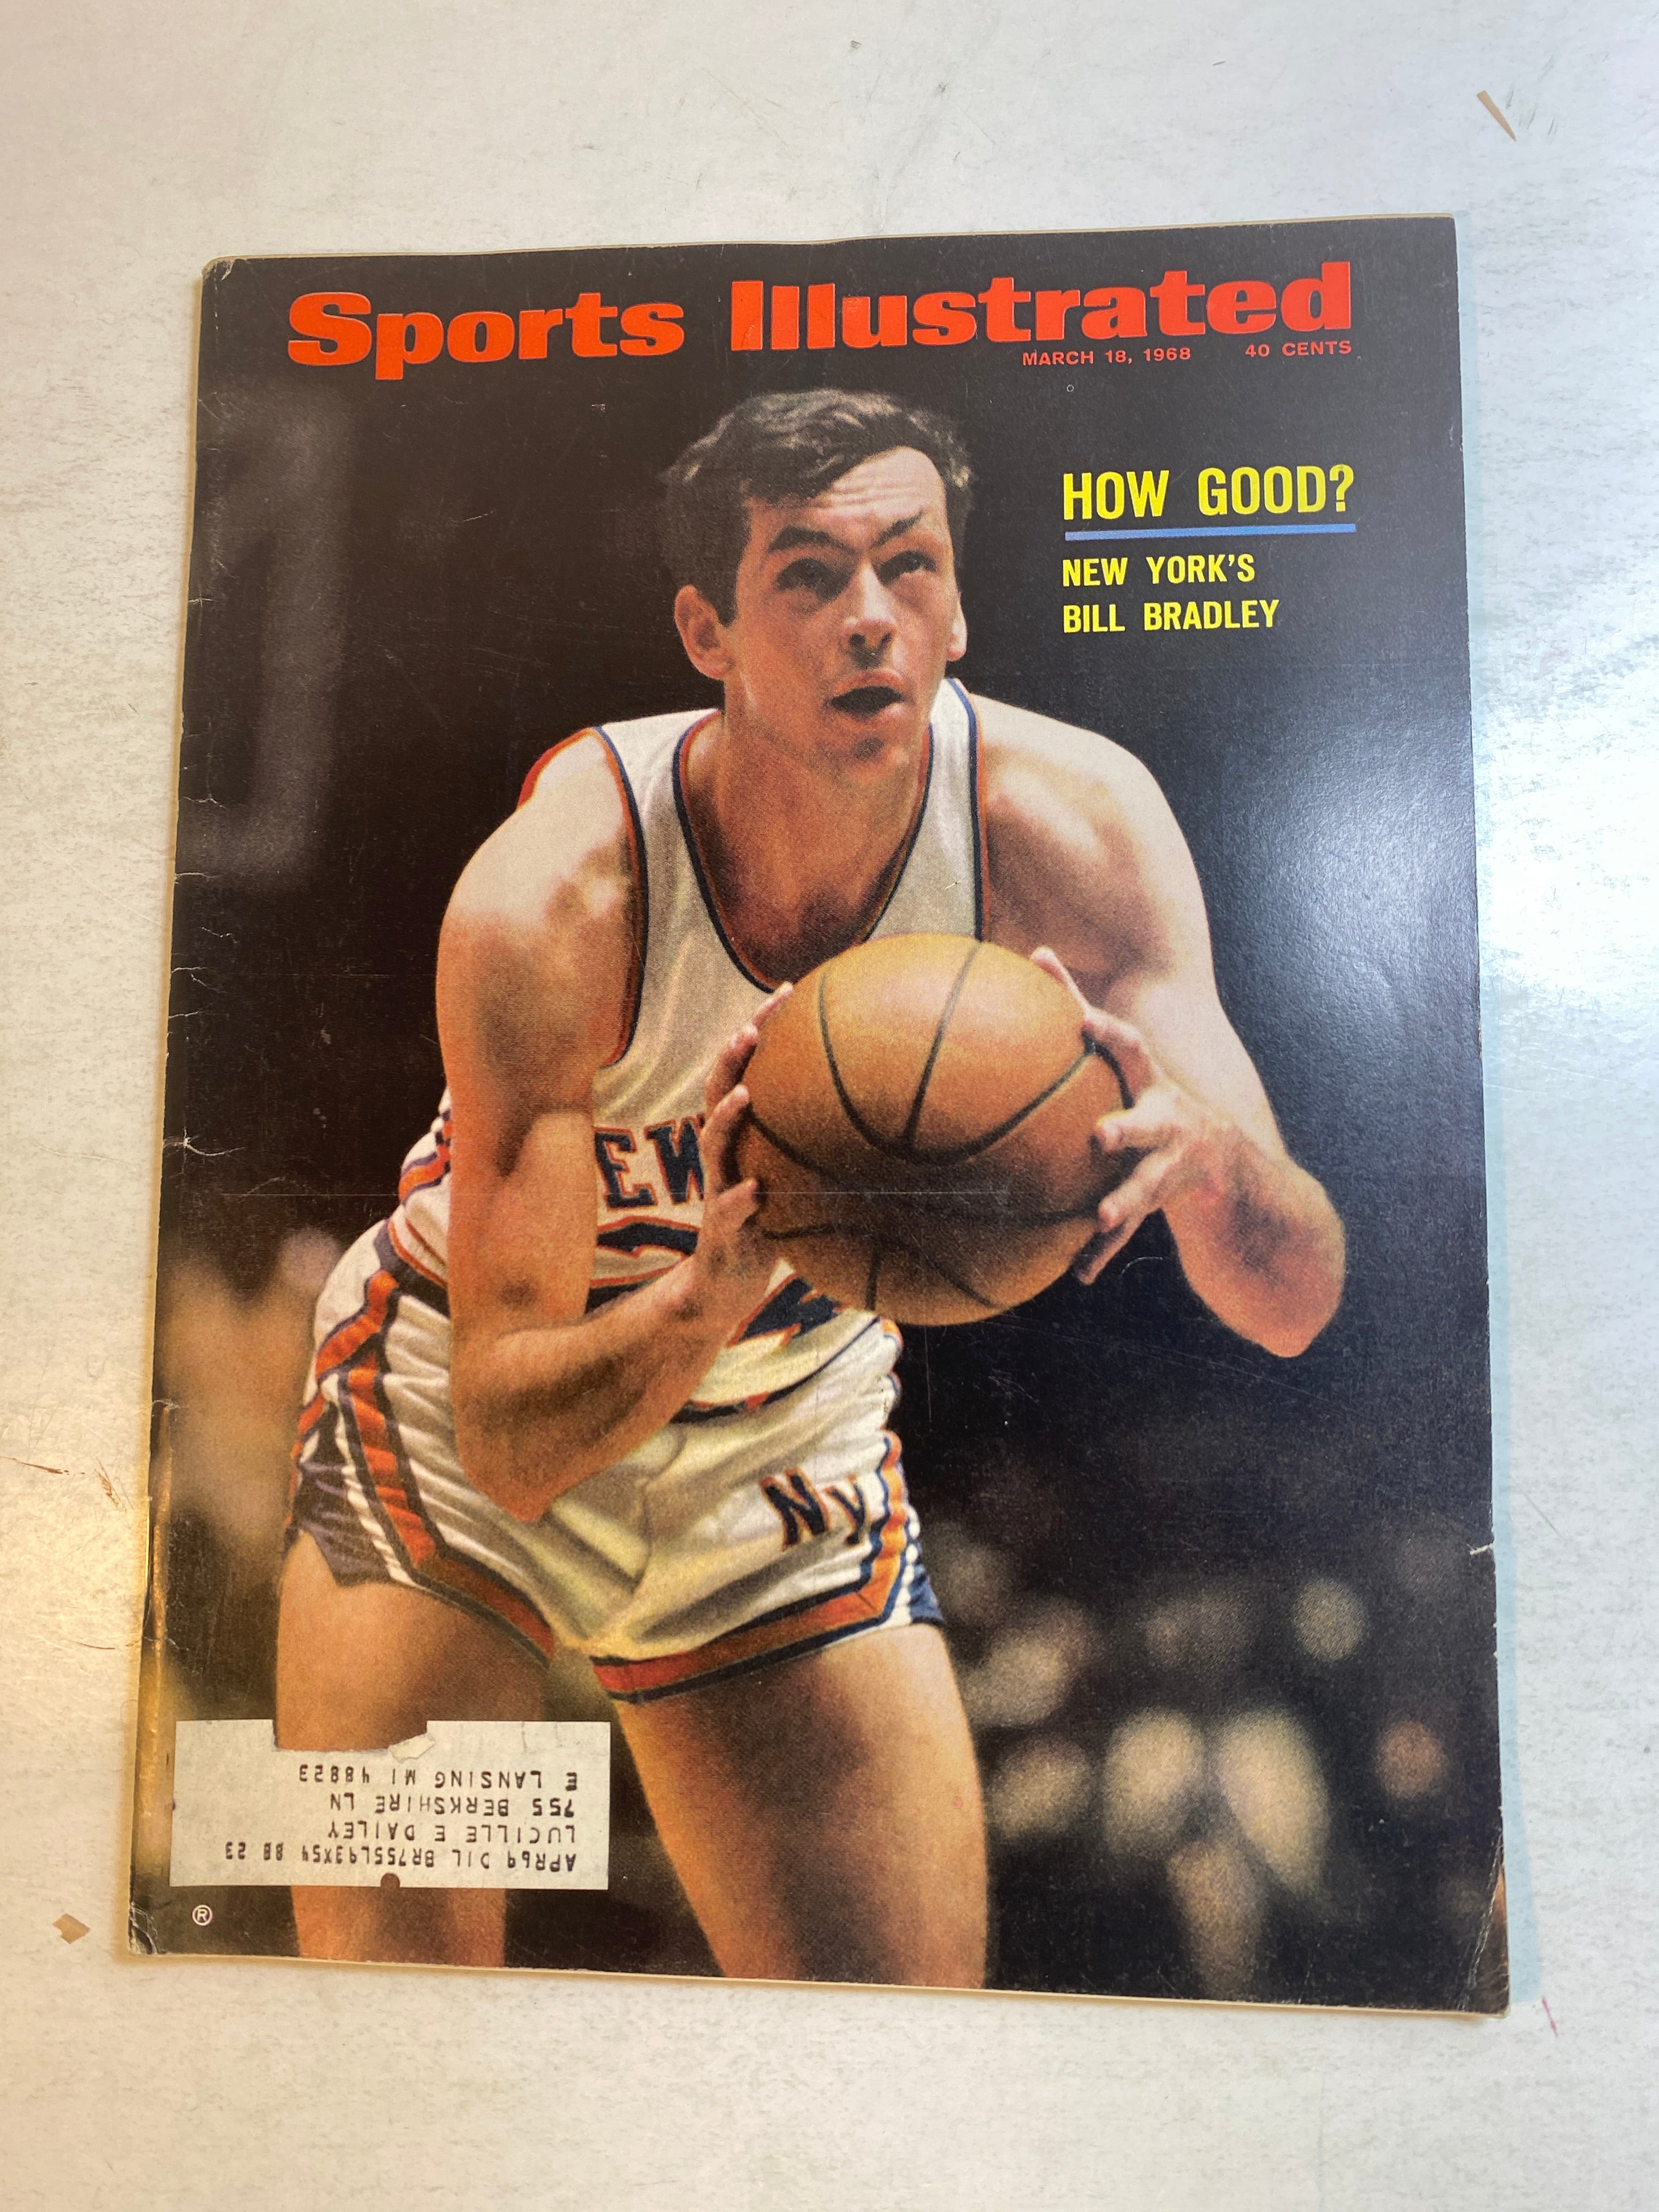 Sports Illustrated
MARCH 18, 1968 40 CENTS
HOW GOOD?
NEW YORK'S
BILL BRADLEY
EW
NY
APR69 DIL BR755L93X54 88 23
LUCILLE E DAILEY
755 BERKSHIRE LN
E LANSING MI 48823
®